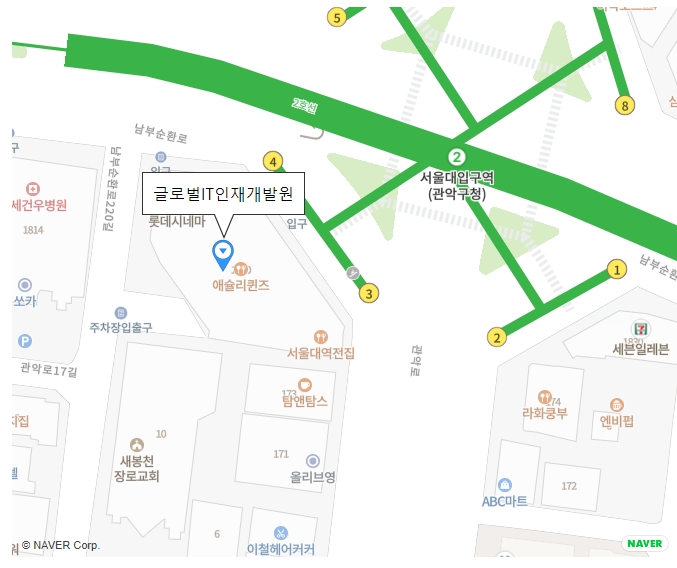 5
8
2호선
남부순환로
2
서울대입구역
(관악구청)
4
남부순환로220길
세건우병원
1814
글로벌IT인재개발원
롯데시네마
입구
애슐리퀸즈
3
1
남부순환
쏘카
주차장입출구
P
관악로17길
서울대역전집
관악로
2
7
세븐일레븐
173
탐앤탐스
라화쿵부
엔비펍
10
새봉천
장로교회
171
올리브영
ABC마트
172
6
이철헤어커커
© NAVER Corp.
NAVER